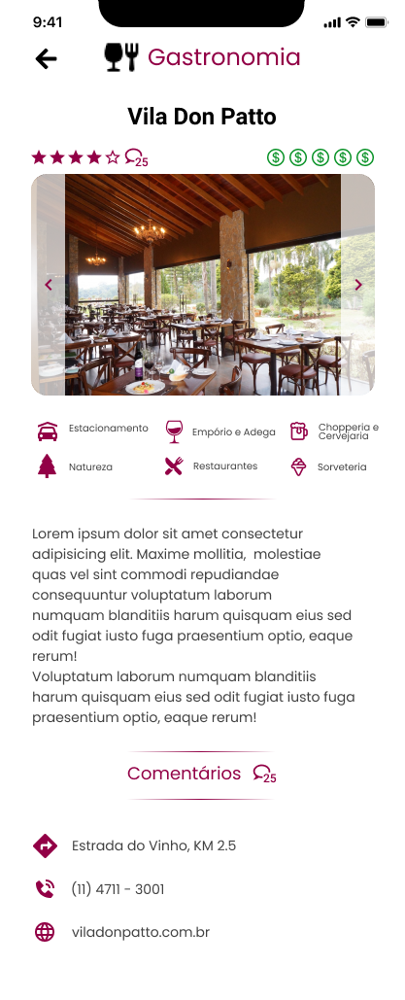 9:41
Gastronomia
Vila Don Patto
25
Estacionamento
Empório e Adega
Chopperia e
Cervejaria
Natureza
Restaurantes
Sorveteria
Lorem ipsum dolor sit amet consectetur
adipisicing elit. Maxime mollitia,  molestiae
quas vel sint commodi repudiandae
consequuntur voluptatum laborum
numquam blanditiis harum quisquam eius sed
odit fugiat iusto fuga praesentium optio, eaque
rerum!
Voluptatum laborum numquam blanditiis
harum quisquam eius sed odit fugiat iusto fuga
praesentium optio, eaque rerum!
Comentários 25
Estrada do Vinho, KM 2.5
(11) 4711 - 3001
viladonpatto.com.br